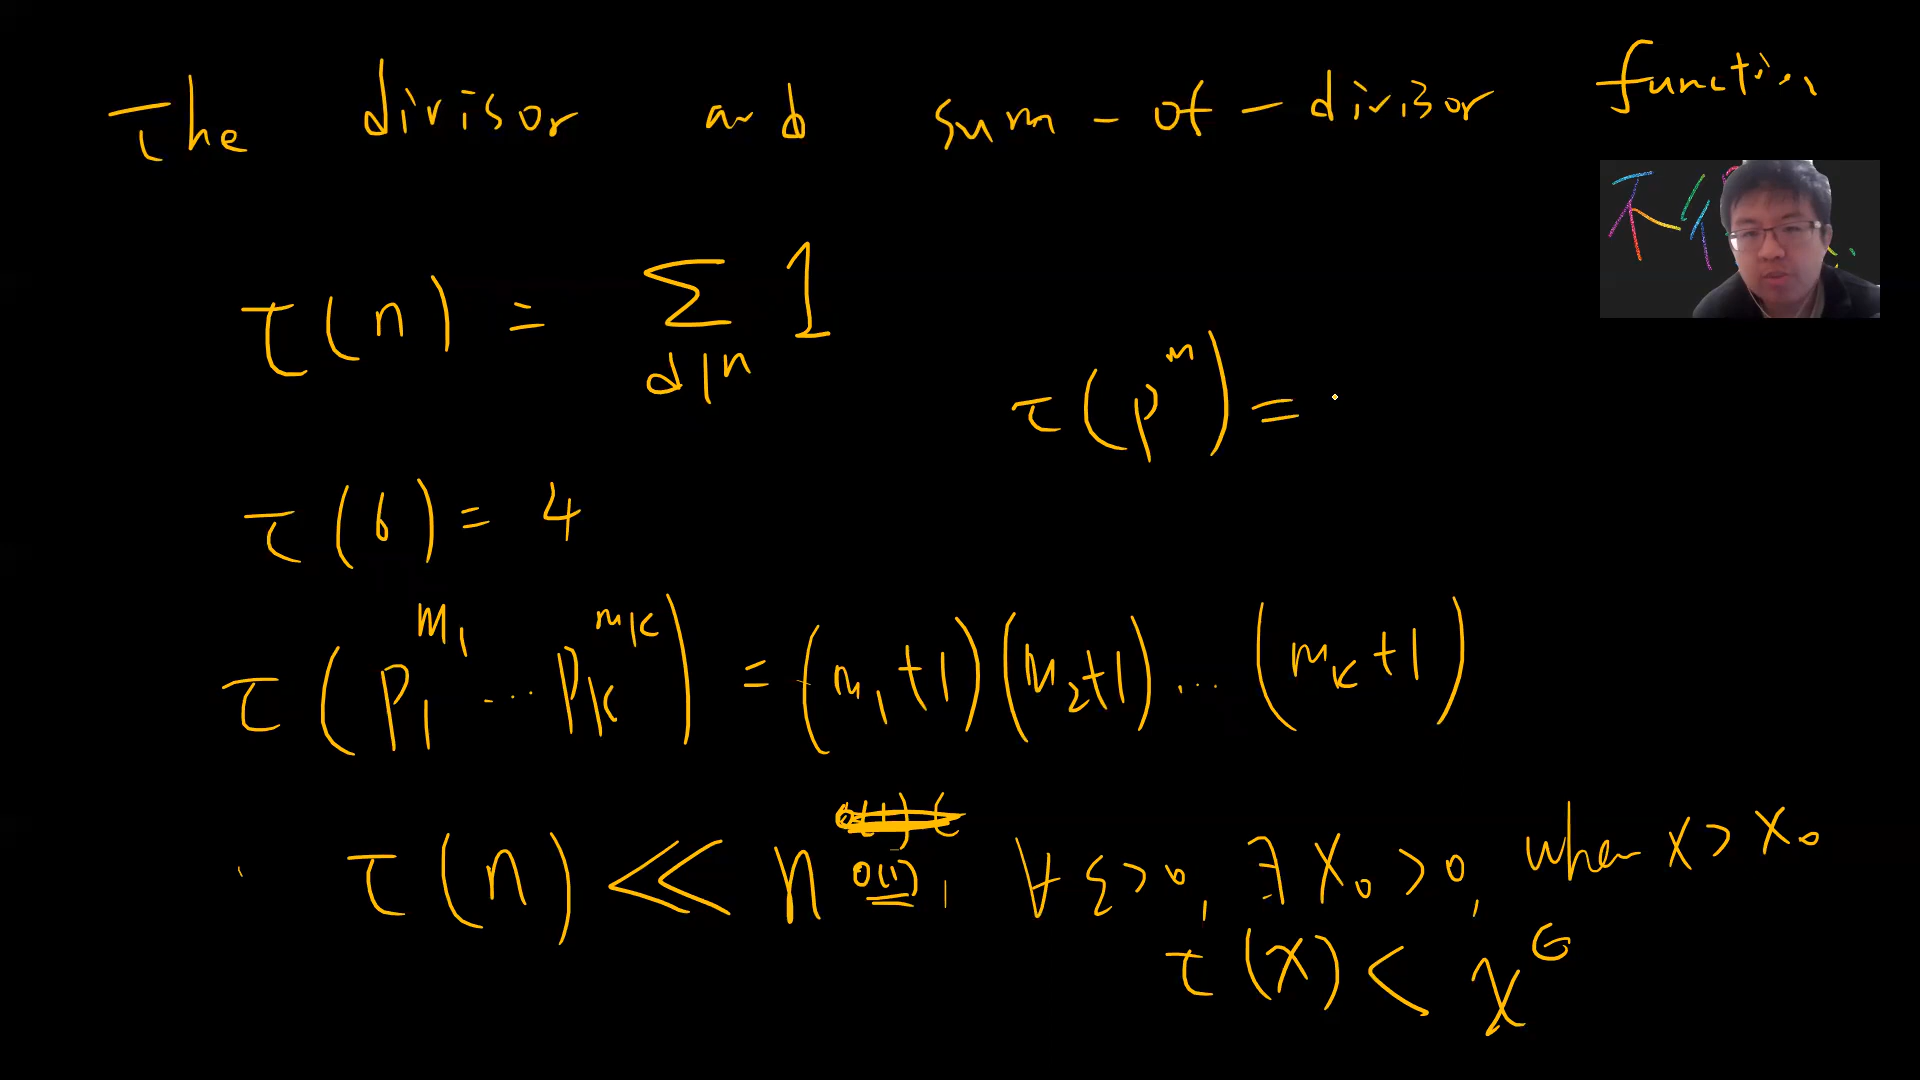 The divisor and sum-of-divisor function
τ(n) = ∑_{d|n} 1
τ(p^m) =
τ(6) = 4
τ(p_1^{m_1} ... p_k^{m_k}) = (m_1+1)(m_2+1)...(m_k+1)
τ(n) ≪ n^{o(1)}, ∀ ε>0, ∃ x_0>0, when x > x_0
τ(x) < x^ε
不